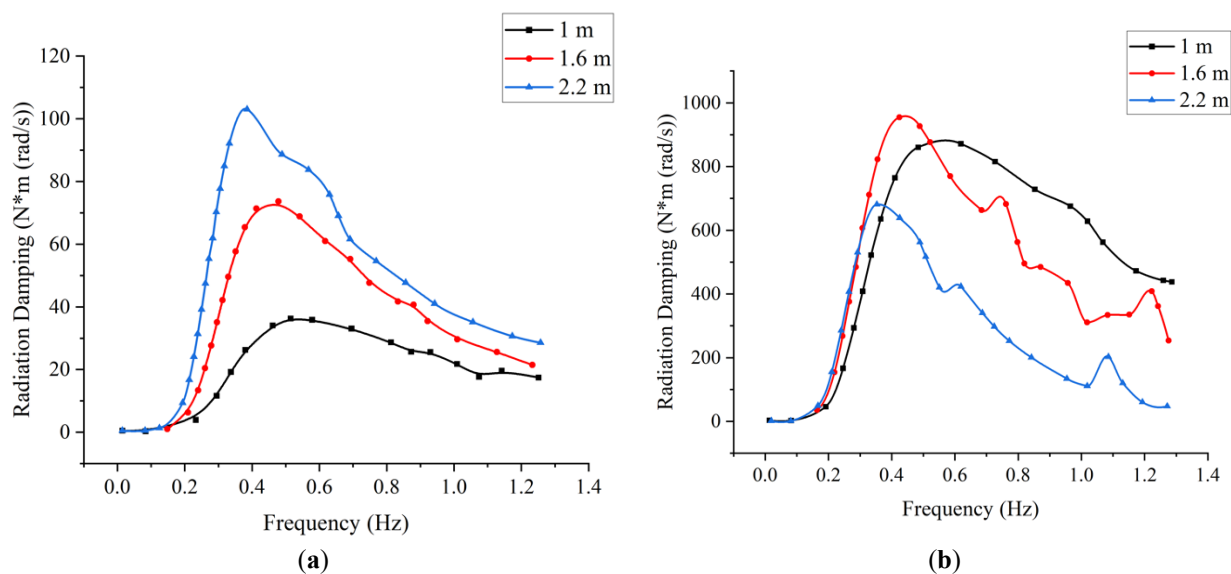 1 m
1.6 m
2.2 m
Radiation Damping (N*m (rad/s))
120
100
80
60
40
20
0
-20
0.0 0.2 0.4 0.6 0.8 1.0 1.2 1.4
Frequency (Hz)
(a)
1 m
1.6 m
2.2 m
Radiation Damping (N*m (rad/s))
1000
800
600
400
200
0
0.0 0.2 0.4 0.6 0.8 1.0 1.2 1.4
Frequency (Hz)
(b)